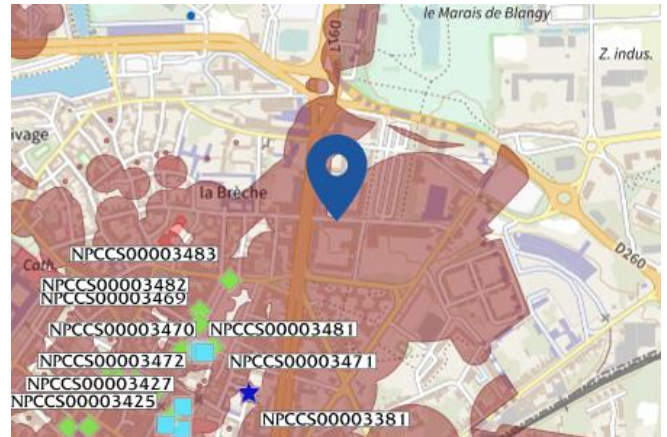 le Marais de Blangy
D917
Z. indus.
ivage
la Brèche
NPCCS00003483
Cath.
D260
NPCCS00003482
NPCCS00003469
NPCCS00003470
NPCCS00003481
NPCCS00003472
NPCCS00003471
NPCCS00003427
NPCCS00003425
NPCCS00003381